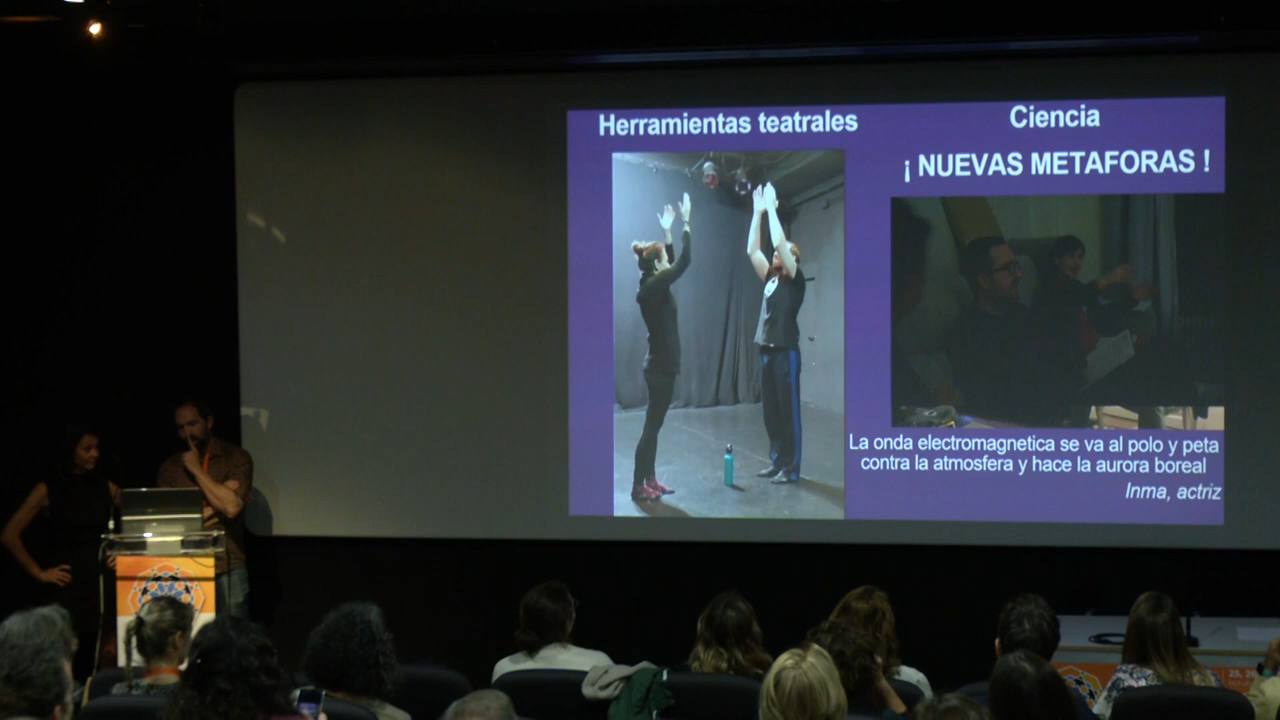 Herramientas teatrales
Ciencia
¡ NUEVAS METAFORAS !
La onda electromagnetica se va al polo y peta
contra la atmosfera y hace la aurora boreal
Inma, actriz